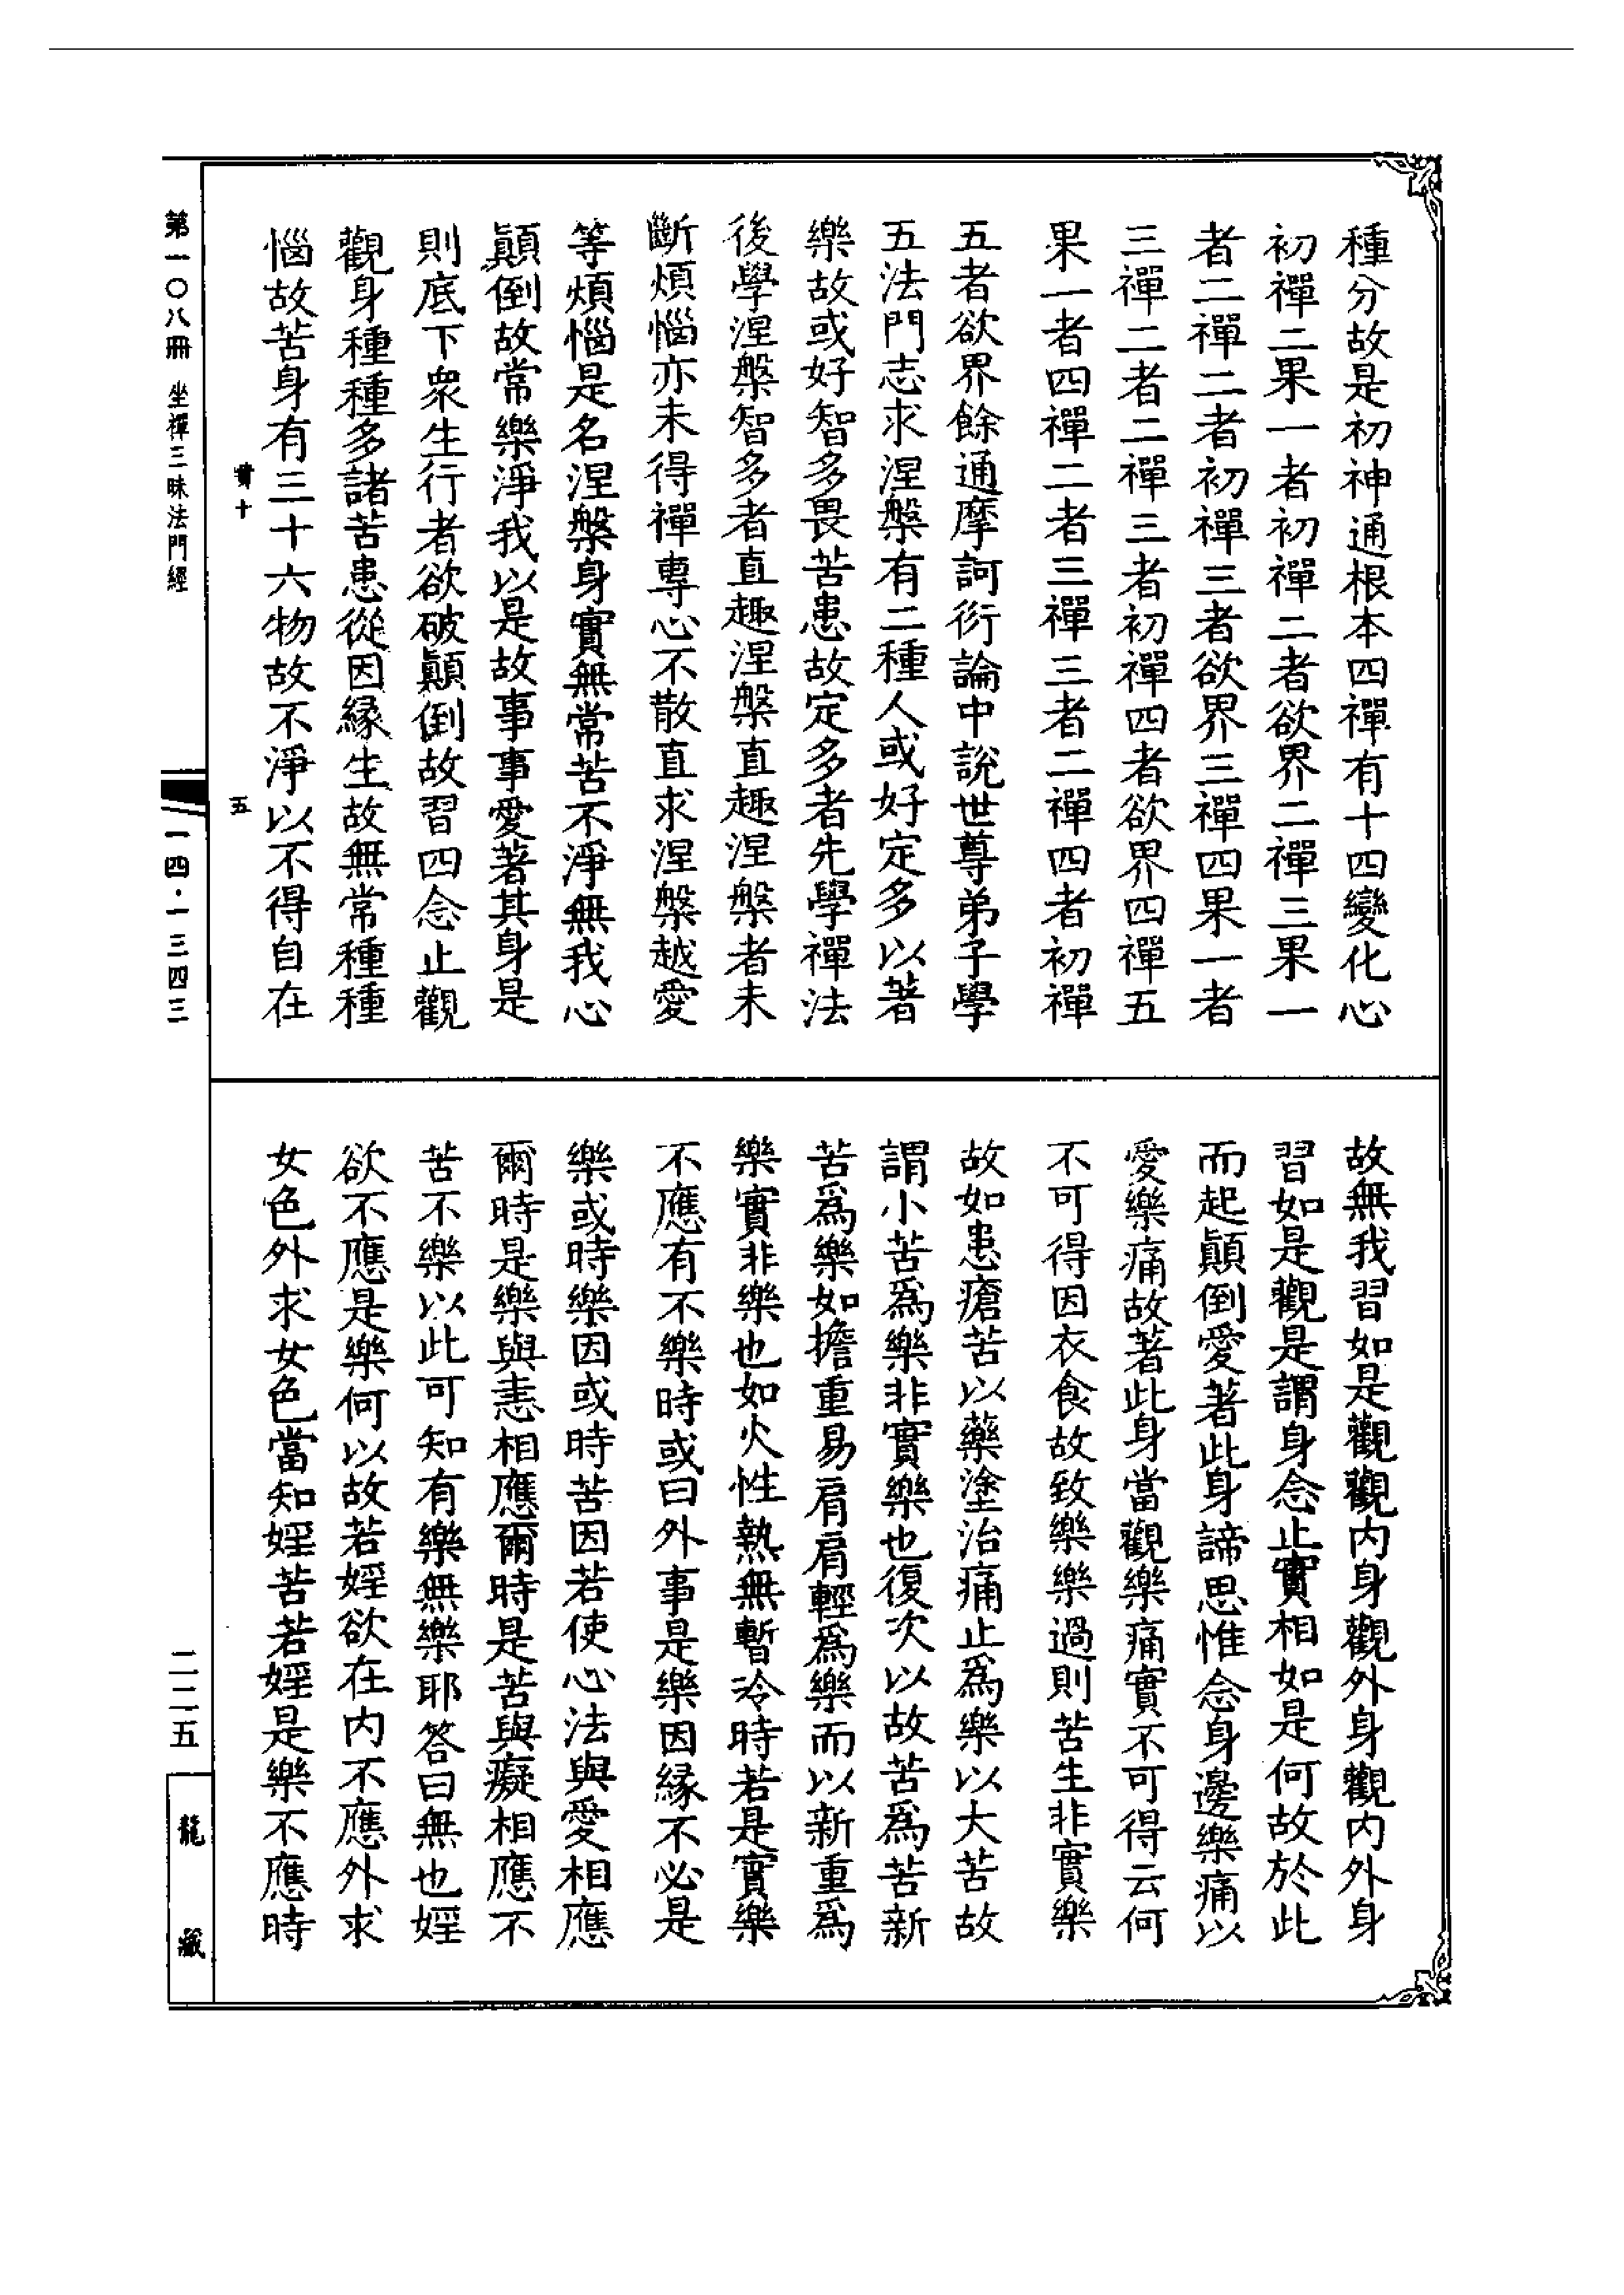 種分故是初神通根本四禪有十四變化心
初禪二果一者初禪二者欲界二禪三果一
者二禪二者初禪三者欲界三禪四果一者
三禪二者二禪三者初禪四者欲界四禪五
果一者四禪二者三禪三者二禪四者初禪
五者欲界餘通摩訶衍論中說世尊弟子學
五法門志求涅槃有二種人或好定多以著
樂故或好智多畏苦患故定多者先學禪法
後學涅槃智多者直趣涅槃直趣涅槃者未
斷煩惱亦未得禪專心不散直求涅槃越愛
等煩惱是名涅槃身實無常苦不淨無我心
顛倒故常樂淨我以是故事事愛著其身是
則底下衆生行者欲破顛倒故習四念止觀
觀身種種多諸苦患從因緣生故無常種種
惱故苦身有三十六物故不淨以不得自在
故無我習如是觀觀内身觀外身觀内外身
習如是觀是謂身念止實相如是何故於此
而起顛倒愛著此身諦思惟念身邊樂痛以
愛樂痛故著此身當觀樂痛實不可得云何
不可得因衣食故致樂樂過則苦生非實樂
故如患瘡苦以藥塗治痛止爲樂以大苦故
謂小苦爲樂非實樂也復次以故苦爲苦新
苦爲樂如擔重易肩肩輕爲樂而以新重爲
樂實非樂也如火性熱無暫冷時若是實樂
不應有不樂時或曰外事是樂因緣不必是
樂或時樂因或時苦因若使心法與愛相應
爾時是樂與恚相應爾時是苦與癡相應不
苦不樂以此可知有樂無樂耶答曰無也婬
欲不應是樂何以故若婬欲在内不應外求
女色外求女色當知婬苦若婬是樂不應時
第一〇八冊 坐禪三昧法門經
一四·一三四三
二二五
龍藏
十
五